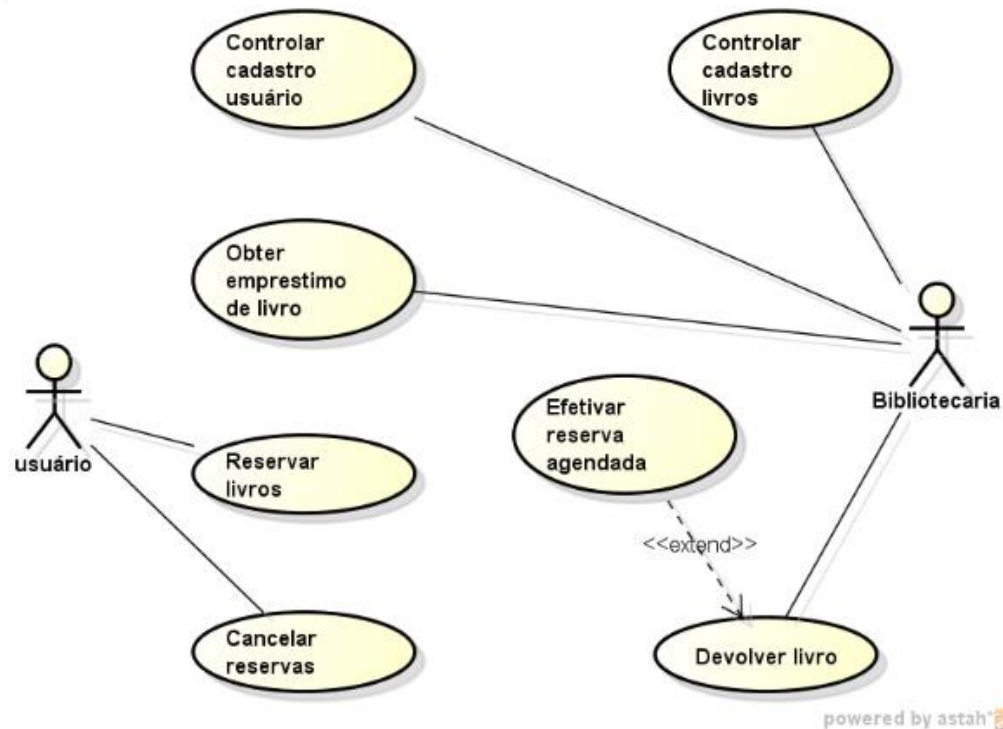 Controlar
cadastro
usuário
Controlar
cadastro
livros
Obter
emprestimo
de livro
Bibliotecaria
Efetivar
reserva
agendada
usuário
Reservar
livros
<<extend>>
Cancelar
reservas
Devolver livro
powered by astah*